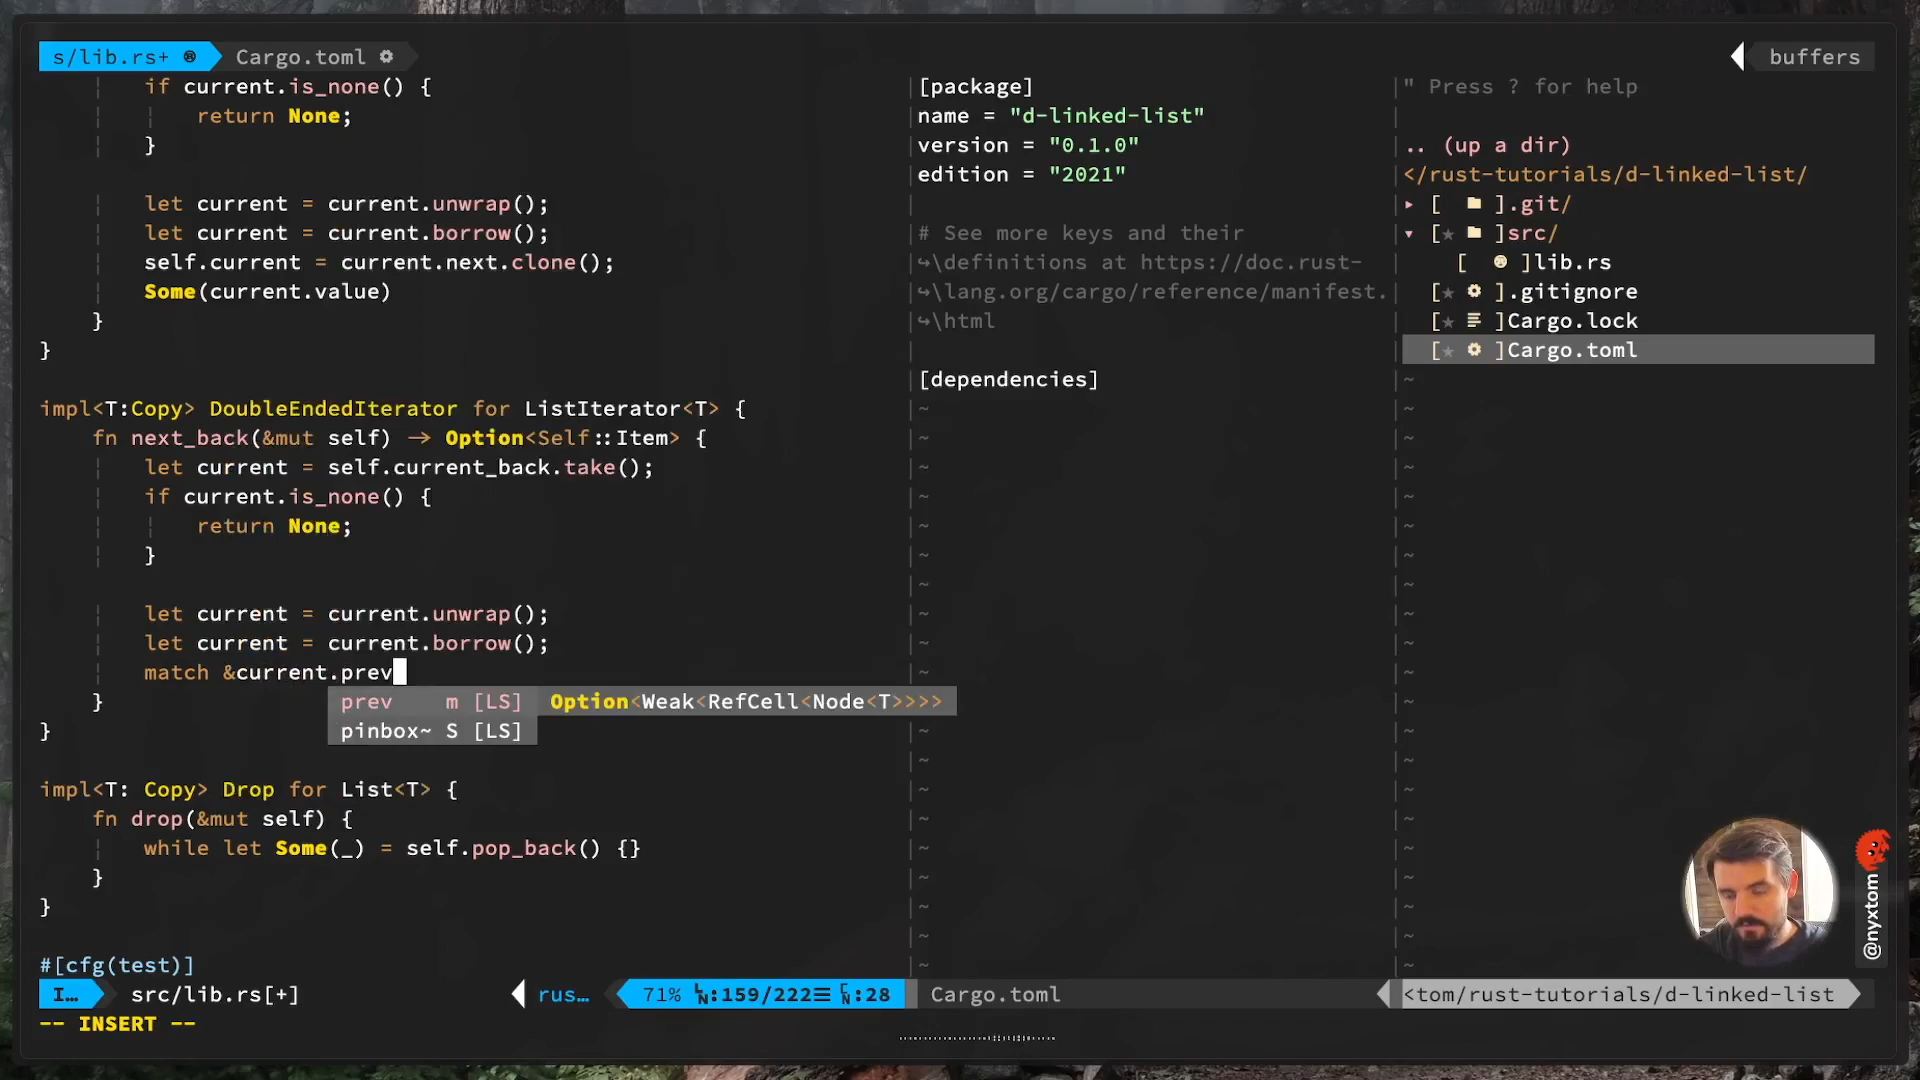 s/lib.rs+
Cargo.toml
buffers
if current.is_none() {
return None;
}
let current = current.unwrap();
let current = current.borrow();
self.current = current.next.clone();
Some(current.value)
}
}
impl<T:Copy> DoubleEndedIterator for ListIterator<T> {
fn next_back(&mut self) → Option<Self::Item> {
let current = self.current_back.take();
if current.is_none() {
return None;
}
let current = current.unwrap();
let current = current.borrow();
match &current.prev
prev m [LS] Option<Weak<RefCell<Node<T>>>>
pinbox~ S [LS]
}
}
impl<T: Copy> Drop for List<T> {
fn drop(&mut self) {
while let Some(_) = self.pop_back() {}
}
}
#[cfg(test)]
[package]
name = "d-linked-list"
version = "0.1.0"
edition = "2021"
# See more keys and their
↪\definitions at https://doc.rust-
↪\lang.org/cargo/reference/manifest.
↪\html
[dependencies]
" Press ? for help
.. (up a dir)
</rust-tutorials/d-linked-list/
▸ [ ].git/
▾ [★ ]src/
[ ]lib.rs
[★ ].gitignore
[★ ]Cargo.lock
[★ ]Cargo.toml
@nyxtom
I… src/lib.rs[+] rus… 71% LN:159/222☰ CN:28
Cargo.toml
<tom/rust-tutorials/d-linked-list
-- INSERT --